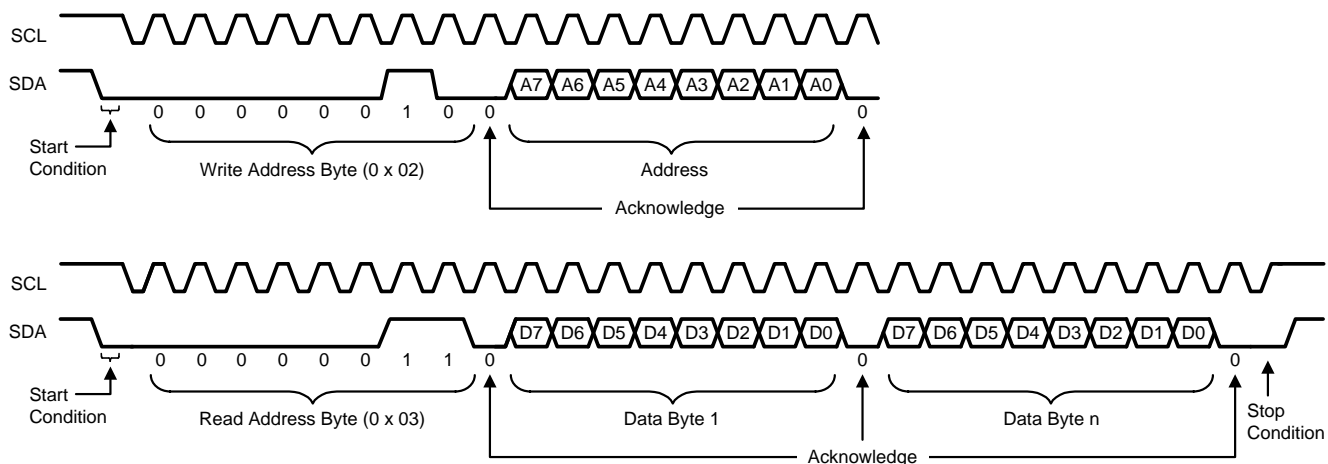 SCL
SDA
A7 A6 A5 A4 A3 A2 A1 A0
0 0 0 0 0 0 1 0 0 0
Start
Condition
Write Address Byte (0 x 02)
Address
Acknowledge
SCL
SDA
D7 D6 D5 D4 D3 D2 D1 D0 D7 D6 D5 D4 D3 D2 D1 D0
0 0 0 0 0 0 1 1 0 0 0
Start
Condition
Read Address Byte (0 x 03)
Data Byte 1
Data Byte n
Stop
Condition
Acknowledge